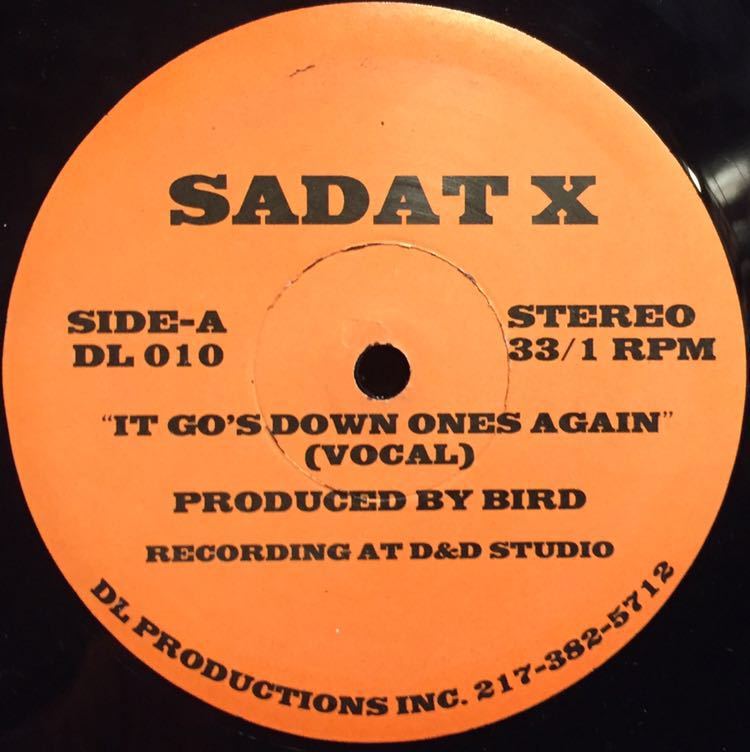 SADAT X
SIDE-A
DL 010
STEREO
33/1 RPM
"IT GO'S DOWN ONES AGAIN"
(VOCAL)
PRODUCED BY BIRD
RECORDING AT D&D STUDIO
DL PRODUCTIONS INC. 217-382-5712